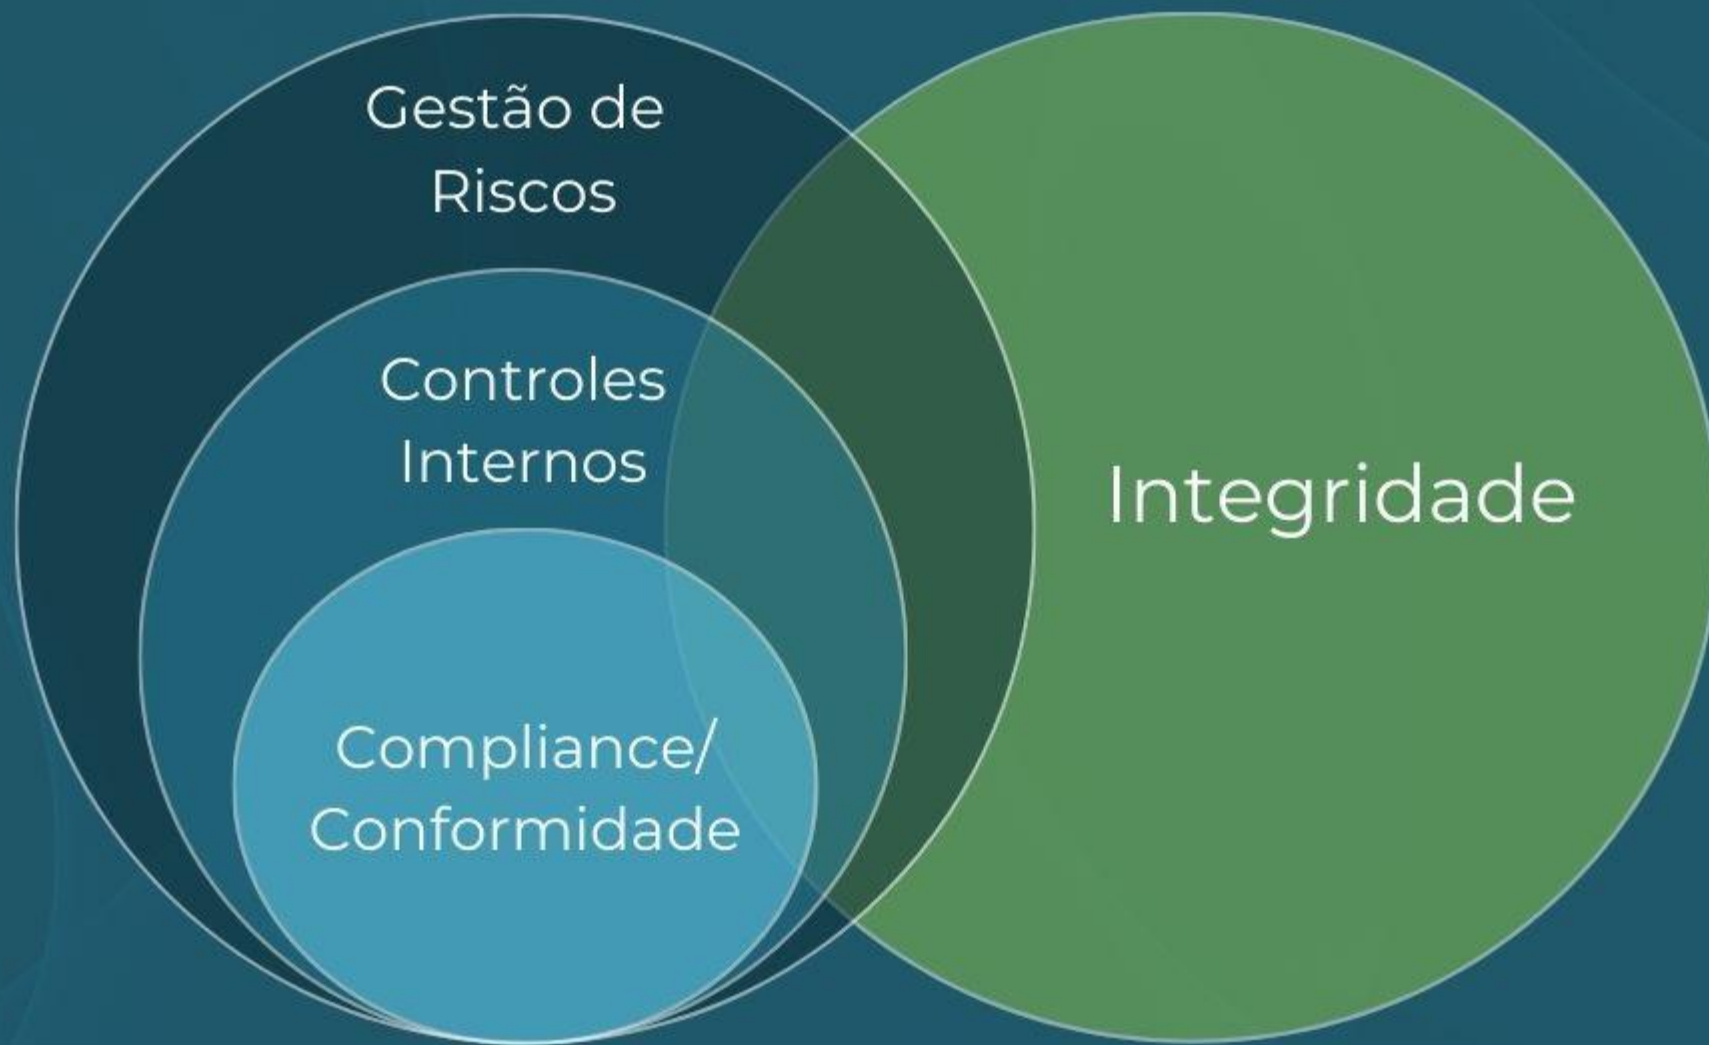 Gestão de
Riscos
Controles
Internos
Compliance/
Conformidade
Integridade